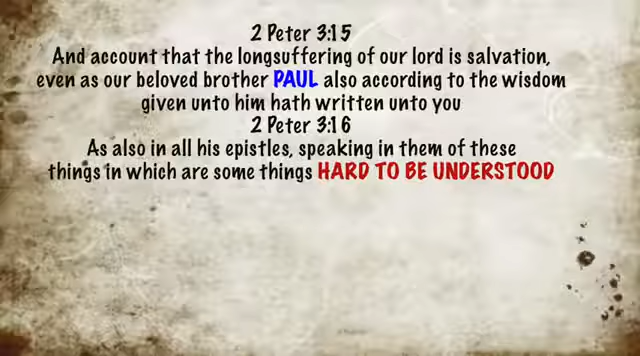 2 Peter 3:15
And account that the longsuffering of our lord is salvation,
even as our beloved brother PAUL also according to the wisdom
given unto him hath written unto you
2 Peter 3:16
As also in all his epistles, speaking in them of these
things in which are some things HARD TO BE UNDERSTOOD